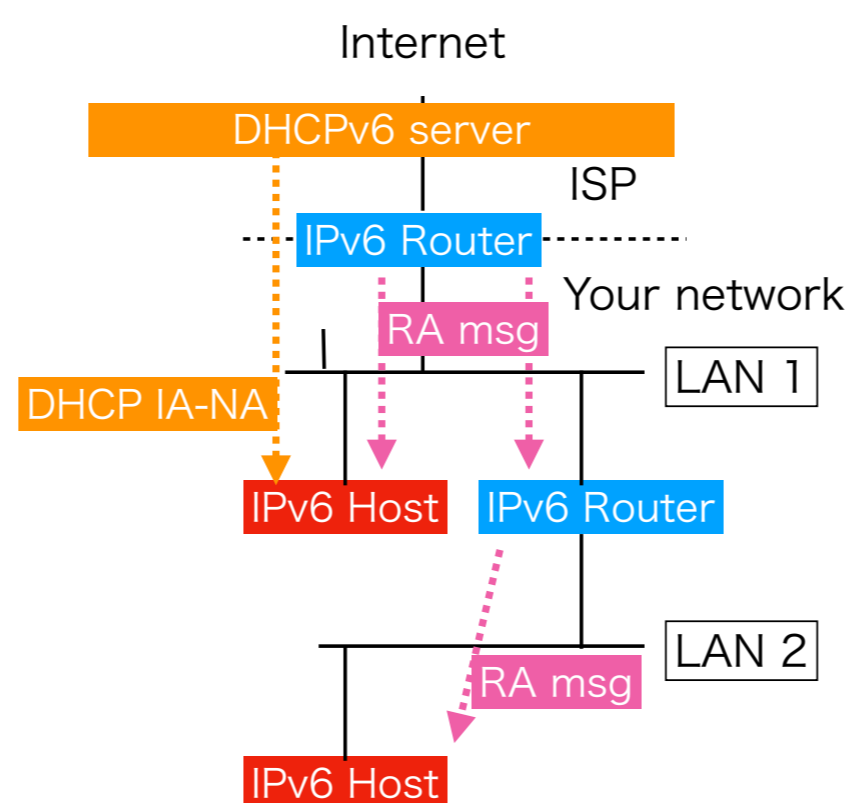 Internet
DHCPv6 server
ISP
IPv6 Router
Your network
RA msg
LAN 1
DHCP IA-NA
IPv6 Host
IPv6 Router
LAN 2
RA msg
IPv6 Host